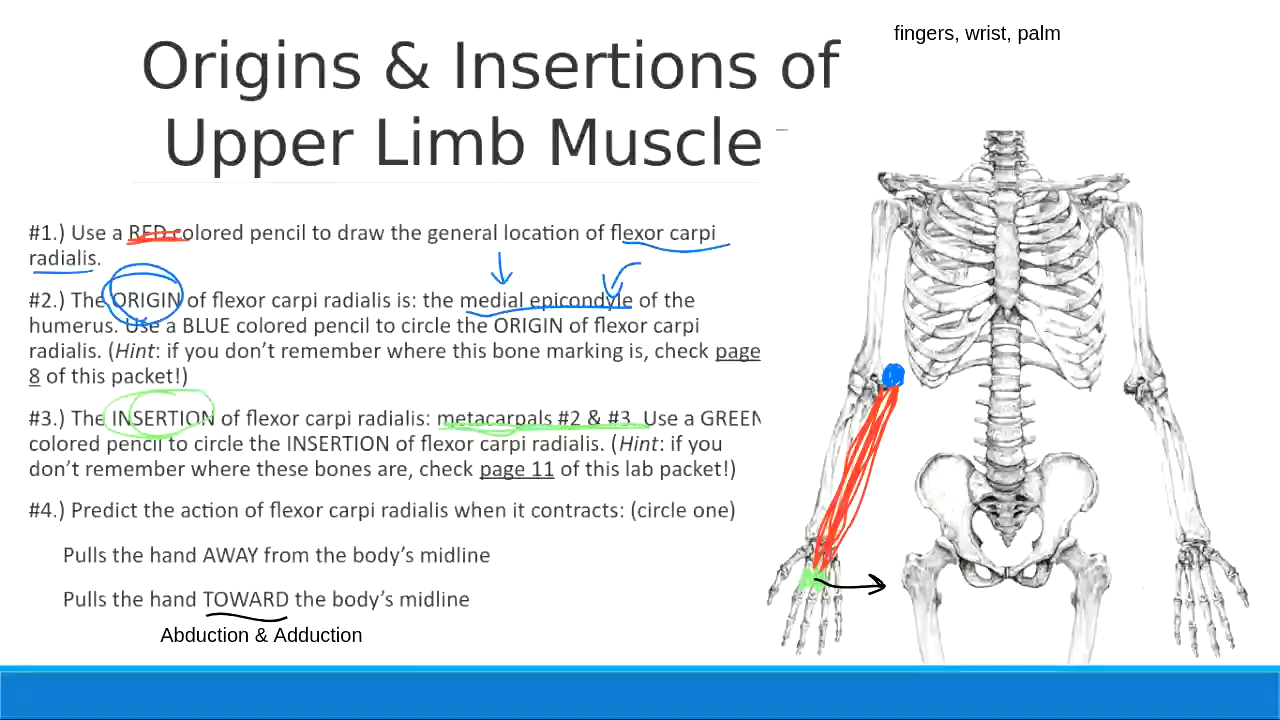 fingers, wrist, palm
Origins & Insertions of
Upper Limb Muscle
#1.) Use a RED colored pencil to draw the general location of flexor carpi
radialis.
#2.) The ORIGIN of flexor carpi radialis is: the medial epicondyle of the
humerus. Use a BLUE colored pencil to circle the ORIGIN of flexor carpi
radialis. (Hint: if you don’t remember where this bone marking is, check page
8 of this packet!)
#3.) The INSERTION of flexor carpi radialis: metacarpals #2 & #3. Use a GREEN
colored pencil to circle the INSERTION of flexor carpi radialis. (Hint: if you
don’t remember where these bones are, check page 11 of this lab packet!)
#4.) Predict the action of flexor carpi radialis when it contracts: (circle one)
Pulls the hand AWAY from the body’s midline
Pulls the hand TOWARD the body’s midline
Abduction & Adduction